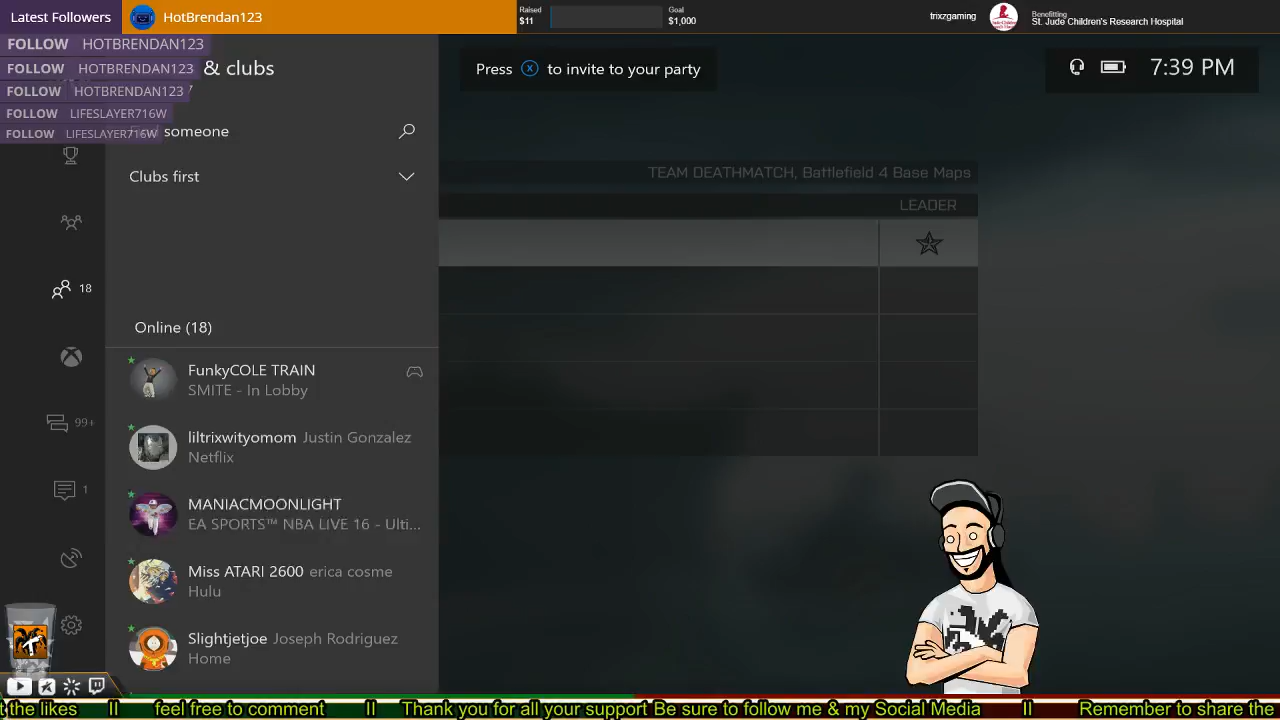 Latest Followers
HotBrendan123
Raised
$11
Goal
$1,000
trixzgaming
Benefitting
St. Jude Children's Research Hospital
FOLLOW HOTBRENDAN123
FOLLOW HOTBRENDAN123
FOLLOW HOTBRENDAN123
FOLLOW LIFESLAYER716W
FOLLOW LIFESLAYER716W
& clubs
Press X to invite to your party
7:39 PM
someone
Clubs first
TEAM DEATHMATCH, Battlefield 4 Base Maps
LEADER
18
Online (18)
FunkyCOLE TRAIN
SMITE - In Lobby
liltrixwityomom Justin Gonzalez
Netflix
99+
MANIACMOONLIGHT
EA SPORTS™ NBA LIVE 16 - Ulti...
1
Miss ATARI 2600 erica cosme
Hulu
Slightjetjoe Joseph Rodriguez
Home
t the likes II feel free to comment II Thank you for all your support Be sure to follow me & my Social Media II Remember to share the